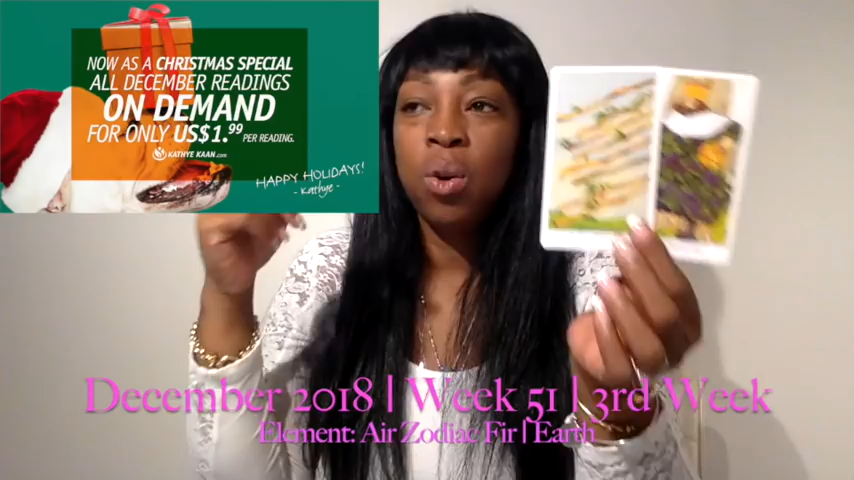 NOW AS A CHRISTMAS SPECIAL
ALL DECEMBER READINGS
ON DEMAND
FOR ONLY US$1.99 PER READING.
KATHYE KAAN.com
HAPPY HOLIDAYS!
- Kathye -
December 2018 | Week 51 | 3rd Week
Element: Air Zodiac Fir | Earth